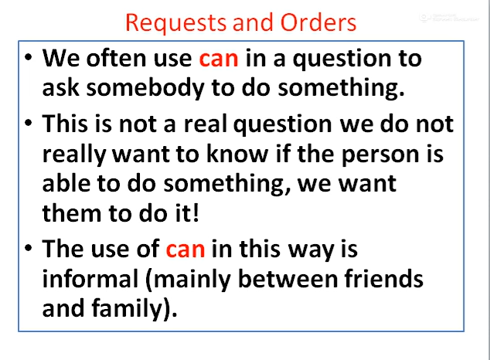 Requests and Orders
• We often use can in a question to
ask somebody to do something.
• This is not a real question we do not
really want to know if the person is
able to do something, we want
them to do it!
• The use of can in this way is
informal (mainly between friends
and family).